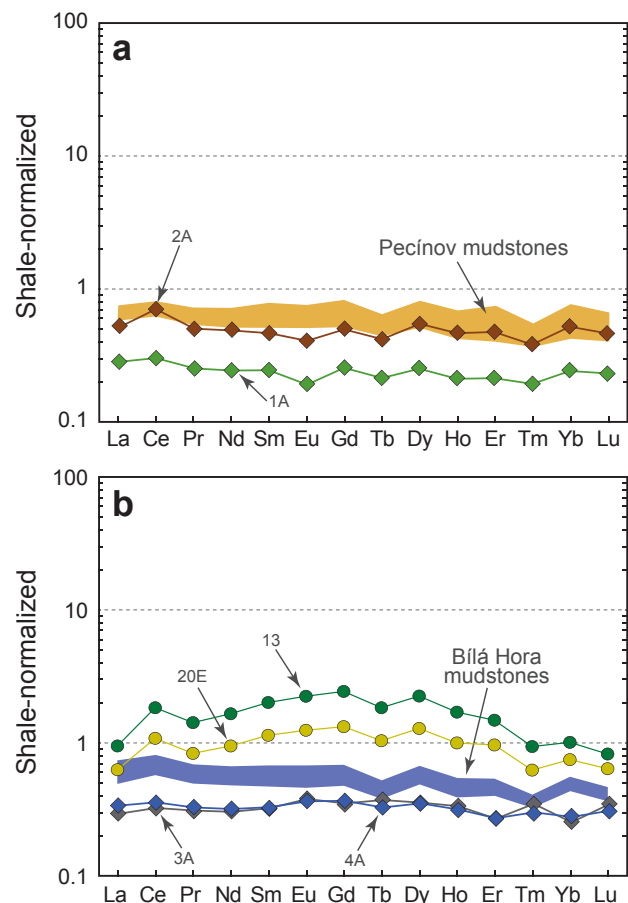 100
a
2A
10
Pecínov mudstones
Shale-normalized
1
1A
0.1
La Ce Pr Nd Sm Eu Gd Tb Dy Ho Er Tm Yb Lu
100
b
13
10
20E
Bílá Hora
mudstones
Shale-normalized
1
3A
4A
0.1
La Ce Pr Nd Sm Eu Gd Tb Dy Ho Er Tm Yb Lu